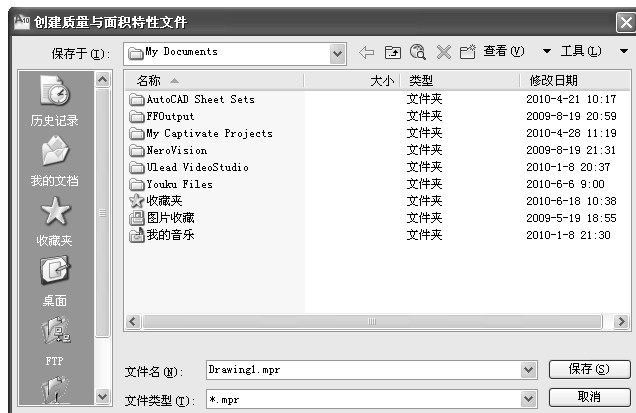 创建质量与面积特性文件
保存于(I): My Documents 查看(V) 工具(L)
名称 大小 类型 修改日期
AutoCAD Sheet Sets 文件夹 2010-4-21 10:17
FFOutput 文件夹 2009-8-19 20:59
My Captivate Projects 文件夹 2010-4-28 11:19
NeroVision 文件夹 2009-8-19 21:31
Ulead VideoStudio 文件夹 2010-1-8 20:37
Youku Files 文件夹 2010-6-6 9:00
收藏夹 文件夹 2010-6-18 10:38
图片收藏 文件夹 2009-5-19 18:55
我的音乐 文件夹 2010-1-8 21:30
历史记录
我的文档
收藏夹
桌面
FTP
文件名(N): Drawing1.mpr 保存(S)
文件类型(T): *.mpr 取消